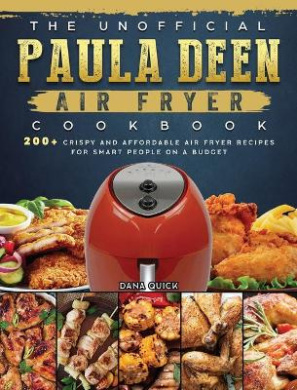 THE UNOFFICIAL
PAULA DEEN
AIR FRYER
COOKBOOK
200+ CRISPY AND AFFORDABLE AIR FRYER RECIPES
FOR SMART PEOPLE ON A BUDGET
DANA QUICK